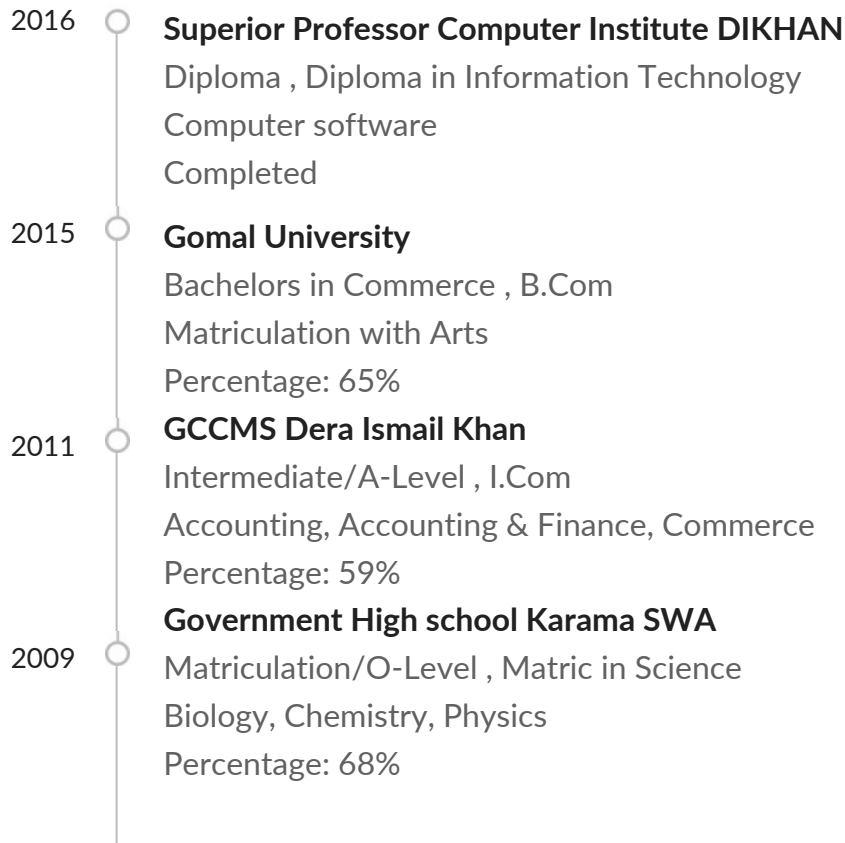 2016
Superior Professor Computer Institute DIKHAN
Diploma , Diploma in Information Technology
Computer software
Completed
2015
Gomal University
Bachelors in Commerce , B.Com
Matriculation with Arts
Percentage: 65%
2011
GCCMS Dera Ismail Khan
Intermediate/A-Level , I.Com
Accounting, Accounting & Finance, Commerce
Percentage: 59%
2009
Government High school Karama SWA
Matriculation/O-Level , Matric in Science
Biology, Chemistry, Physics
Percentage: 68%